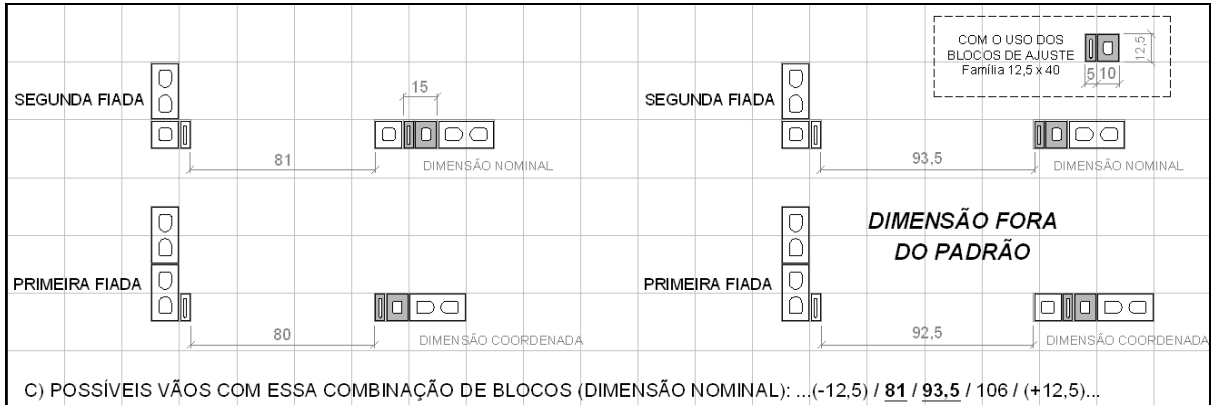 COM O USO DOS
BLOCOS DE AJUSTE
Família 12,5 x 40
12,5
5 10
SEGUNDA FIADA
15
81
DIMENSÃO NOMINAL
SEGUNDA FIADA
93,5
DIMENSÃO NOMINAL
PRIMEIRA FIADA
80
DIMENSÃO COORDENADA
DIMENSÃO FORA
DO PADRÃO
PRIMEIRA FIADA
92,5
DIMENSÃO COORDENADA
C) POSSÍVEIS VÃOS COM ESSA COMBINAÇÃO DE BLOCOS (DIMENSÃO NOMINAL): ...(-12,5) / 81 / 93,5 / 106 / (+12,5)...